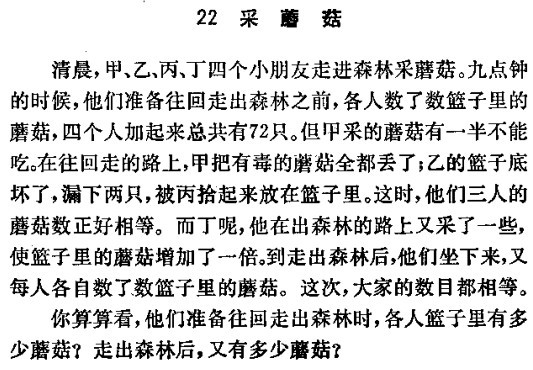 22 采蘑菇
清晨，甲、乙、丙、丁四个小朋友走进森林采蘑菇。九点钟
的时候，他们准备往回走出森林之前，各人数了数篮子里的
蘑菇，四个人加起来总共有72只。但甲采的蘑菇有一半不能
吃。在往回走的路上，甲把有毒的蘑菇全都丢了；乙的篮子底
坏了，漏下两只，被丙拾起来放在篮子里。这时，他们三人的
蘑菇数正好相等。而丁呢，他在出森林的路上又采了一些，
使篮子里的蘑菇增加了一倍。到走出森林后，他们坐下来，又
每人各自数了数篮子里的蘑菇。这次，大家的数目都相等。
你算算看，他们准备往回走出森林时，各人篮子里有多
少蘑菇？走出森林后，又有多少蘑菇？